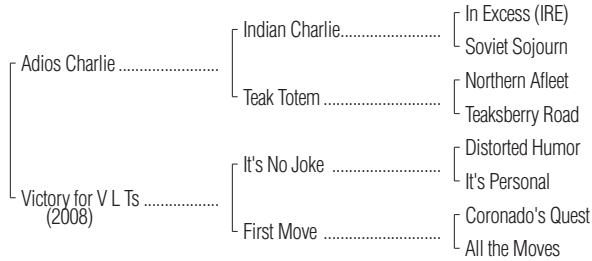 In Excess (IRE)
Indian Charlie.......................
Soviet Sojourn
Adios Charlie .......................
Northern Afleet
Teak Totem ...........................
Teaksberry Road
Distorted Humor
It's No Joke .........................
It's Personal
Victory for V L Ts .................
(2008)
Coronado's Quest
First Move ...........................
All the Moves